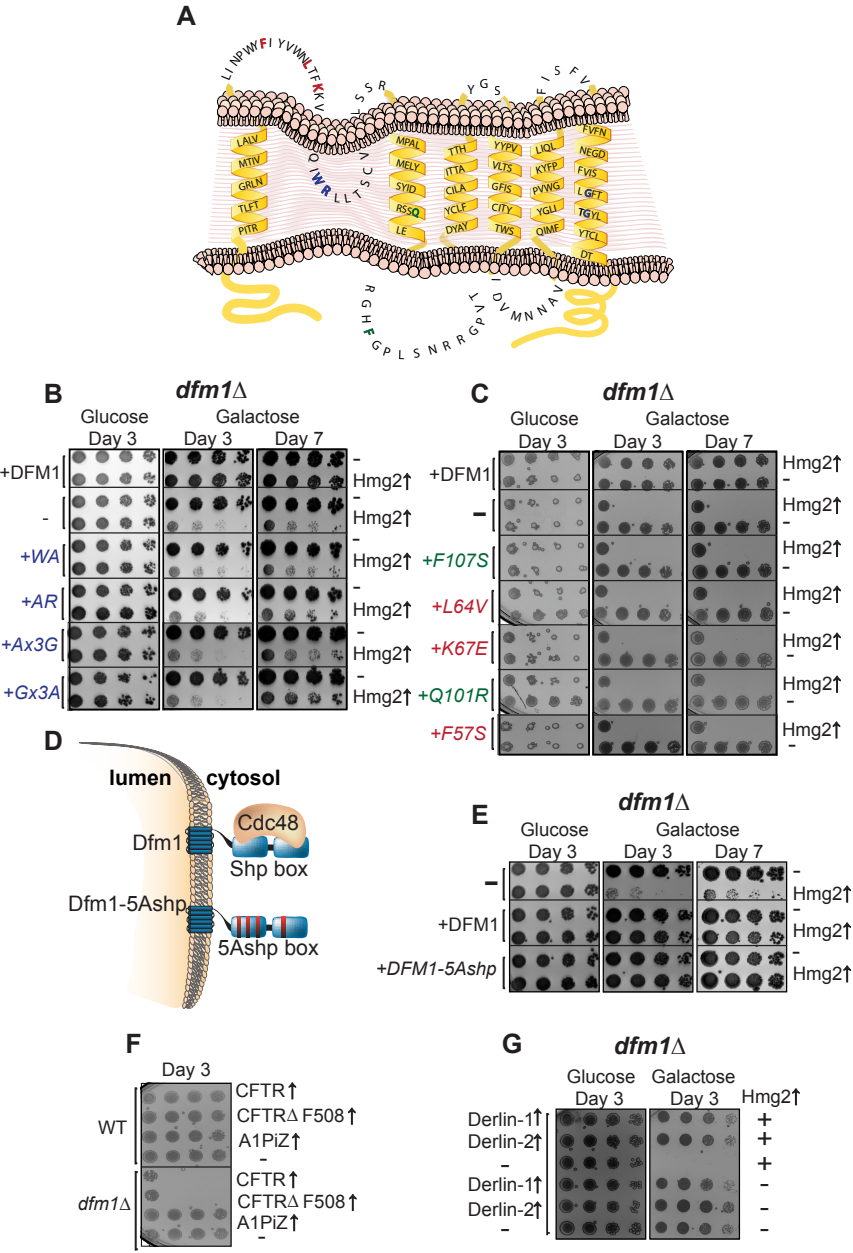 A
LINPWYFIYVWNLTFKKV
YSSR
YGS
FISFV
LALV
MTIV
GRLN
TLFT
PITR
QIWRLLTSCV
MPAL
MELY
SYID
RSSQ
LE
TTH
ITTA
CILA
YCLF
DYAY
YYPV
VLTS
GFIS
CITY
TWS
LIQL
KYFP
PVWG
YGLI
QIMF
FVFN
NEGD
FVIS
LGFT
TGYL
YTCL
DT
RGHFGPLSNRRGPVT
IDVMNNAV
B
dfm1Δ
Glucose
Galactose
Day 3
Day 3
Day 7
+DFM1
-
Hmg2↑
-
-
Hmg2↑
+WA
-
Hmg2↑
+AR
-
Hmg2↑
+Ax3G
-
Hmg2↑
+Gx3A
-
Hmg2↑
C
dfm1Δ
Glucose
Galactose
Day 3
Day 3
Day 7
+DFM1
Hmg2↑
-
-
Hmg2↑
-
+F107S
Hmg2↑
-
+L64V
Hmg2↑
-
+K67E
Hmg2↑
-
+Q101R
Hmg2↑
-
+F57S
Hmg2↑
-
D
lumen
cytosol
Dfm1
Cdc48
Shp box
Dfm1-5Ashp
5Ashp box
E
dfm1Δ
Glucose
Galactose
Day 3
Day 3
Day 7
-
-
Hmg2↑
+DFM1
-
Hmg2↑
+DFM1-5Ashp
-
Hmg2↑
F
Day 3
WT
CFTR↑
CFTRΔ F508↑
A1PiZ↑
-
dfm1Δ
CFTR↑
CFTRΔ F508↑
A1PiZ↑
-
G
dfm1Δ
Glucose
Galactose
Day 3
Day 3
Hmg2↑
Derlin-1↑
+
Derlin-2↑
+
-
+
Derlin-1↑
-
Derlin-2↑
-
-
-